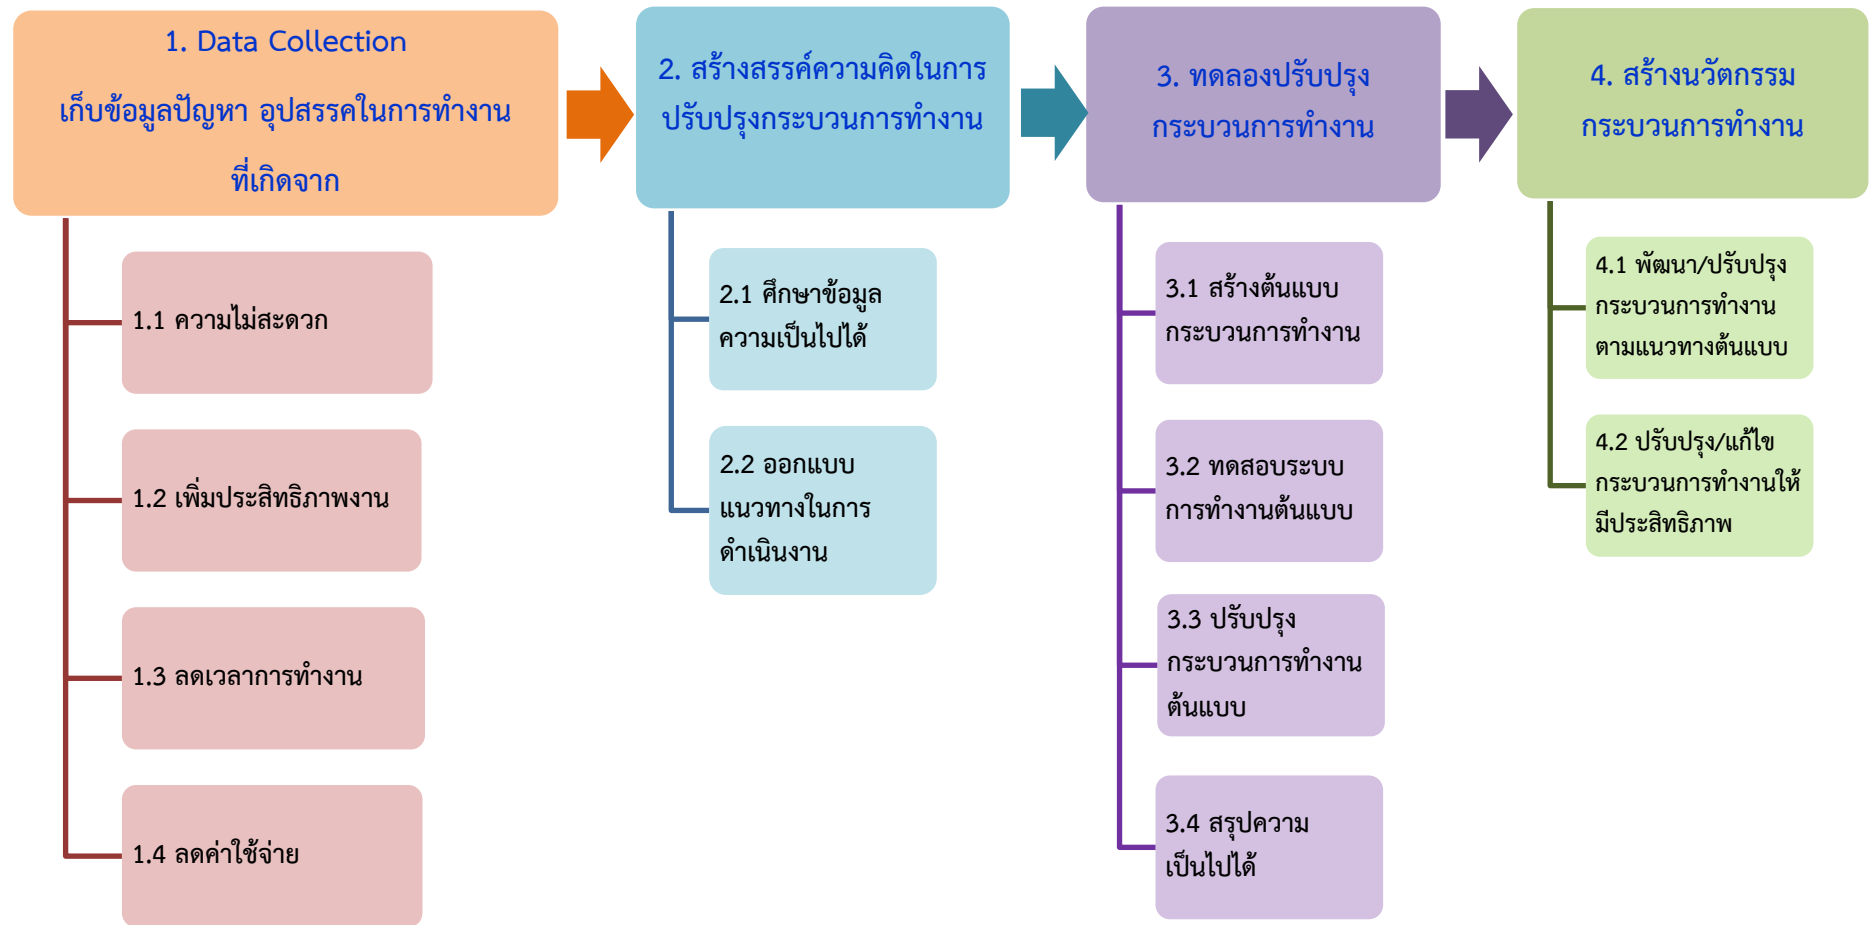 1. Data Collection
เก็บข้อมูลปัญหา อุปสรรคในการทำงาน
ที่เกิดจาก
1.1 ความไม่สะดวก
1.2 เพิ่มประสิทธิภาพงาน
1.3 ลดเวลาการทำงาน
1.4 ลดค่าใช้จ่าย
2. สร้างสรรค์ความคิดในการ
ปรับปรุงกระบวนการทำงาน
2.1 ศึกษาข้อมูล
ความเป็นไปได้
2.2 ออกแบบ
แนวทางในการ
ดำเนินงาน
3. ทดลองปรับปรุง
กระบวนการทำงาน
3.1 สร้างต้นแบบ
กระบวนการทำงาน
3.2 ทดสอบระบบ
การทำงานต้นแบบ
3.3 ปรับปรุง
กระบวนการทำงาน
ต้นแบบ
3.4 สรุปความ
เป็นไปได้
4. สร้างนวัตกรรม
กระบวนการทำงาน
4.1 พัฒนา/ปรับปรุง
กระบวนการทำงาน
ตามแนวทางต้นแบบ
4.2 ปรับปรุง/แก้ไข
กระบวนการทำงานให้
มีประสิทธิภาพ